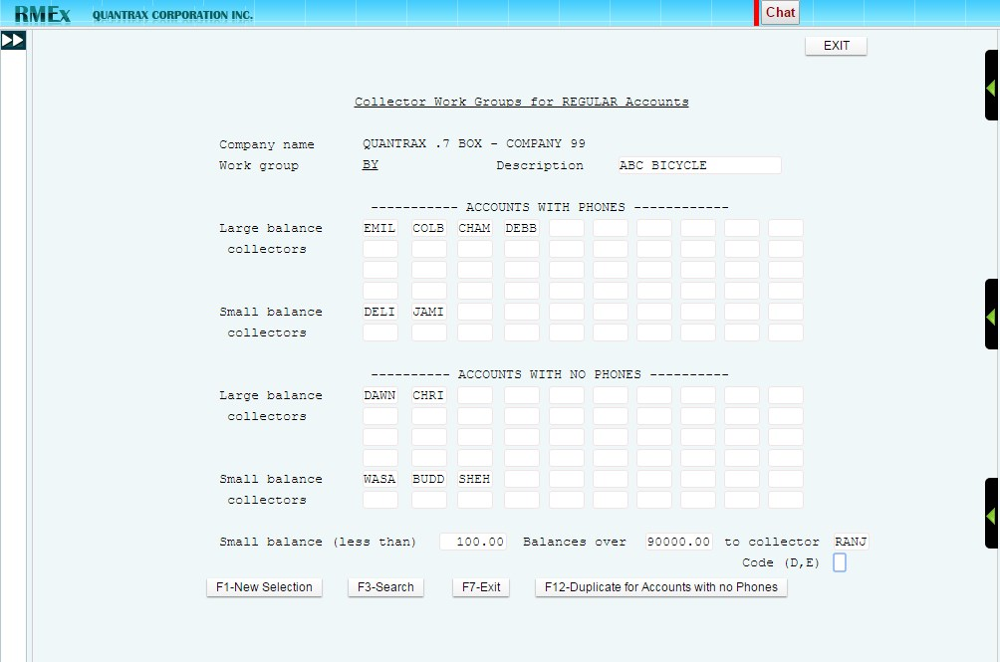 RMEx QUANTRAX CORPORATION INC. Chat
EXIT
Collector Work Groups for REGULAR Accounts
Company name QUANTRAX .7 BOX - COMPANY 99
Work group BY Description ABC BICYCLE
----------- ACCOUNTS WITH PHONES ------------
Large balance EMIL COLB CHAM DEBB
collectors
Small balance DELI JAMI
collectors
---------- ACCOUNTS WITH NO PHONES ----------
Large balance DAWN CHRI
collectors
Small balance WASA BUDD SHEH
collectors
Small balance (less than) 100.00 Balances over 90000.00 to collector RANJ
Code (D,E)
F1-New Selection F3-Search F7-Exit F12-Duplicate for Accounts with no Phones